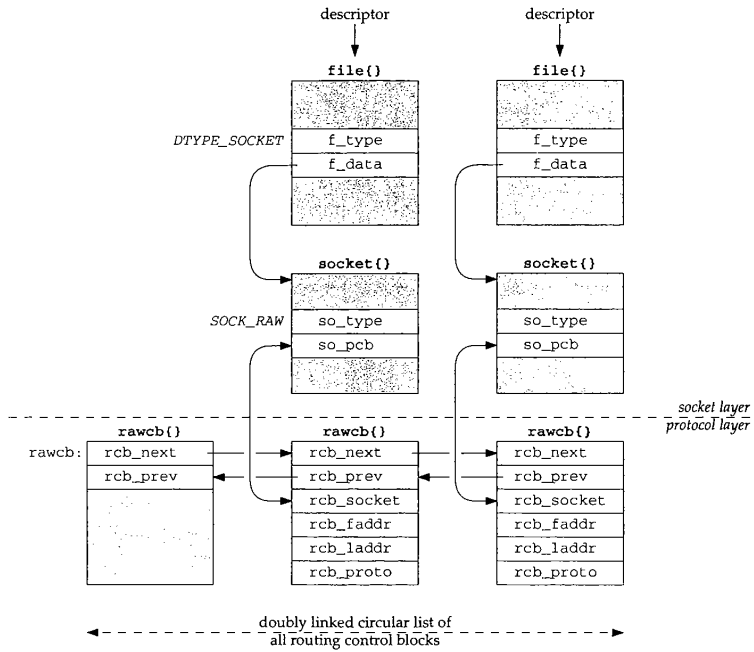 descriptor descriptor
file{} file{}
DTYPE_SOCKET f_type f_type
f_data f_data
socket{} socket{}
SOCK_RAW so_type so_type
so_pcb so_pcb
socket layer
protocol layer
rawcb{} rawcb{} rawcb{}
rawcb: rcb_next rcb_next rcb_next
rcb_prev rcb_prev rcb_prev
rcb_socket rcb_socket
rcb_faddr rcb_faddr
rcb_laddr rcb_laddr
rcb_proto rcb_proto
doubly linked circular list of
all routing control blocks